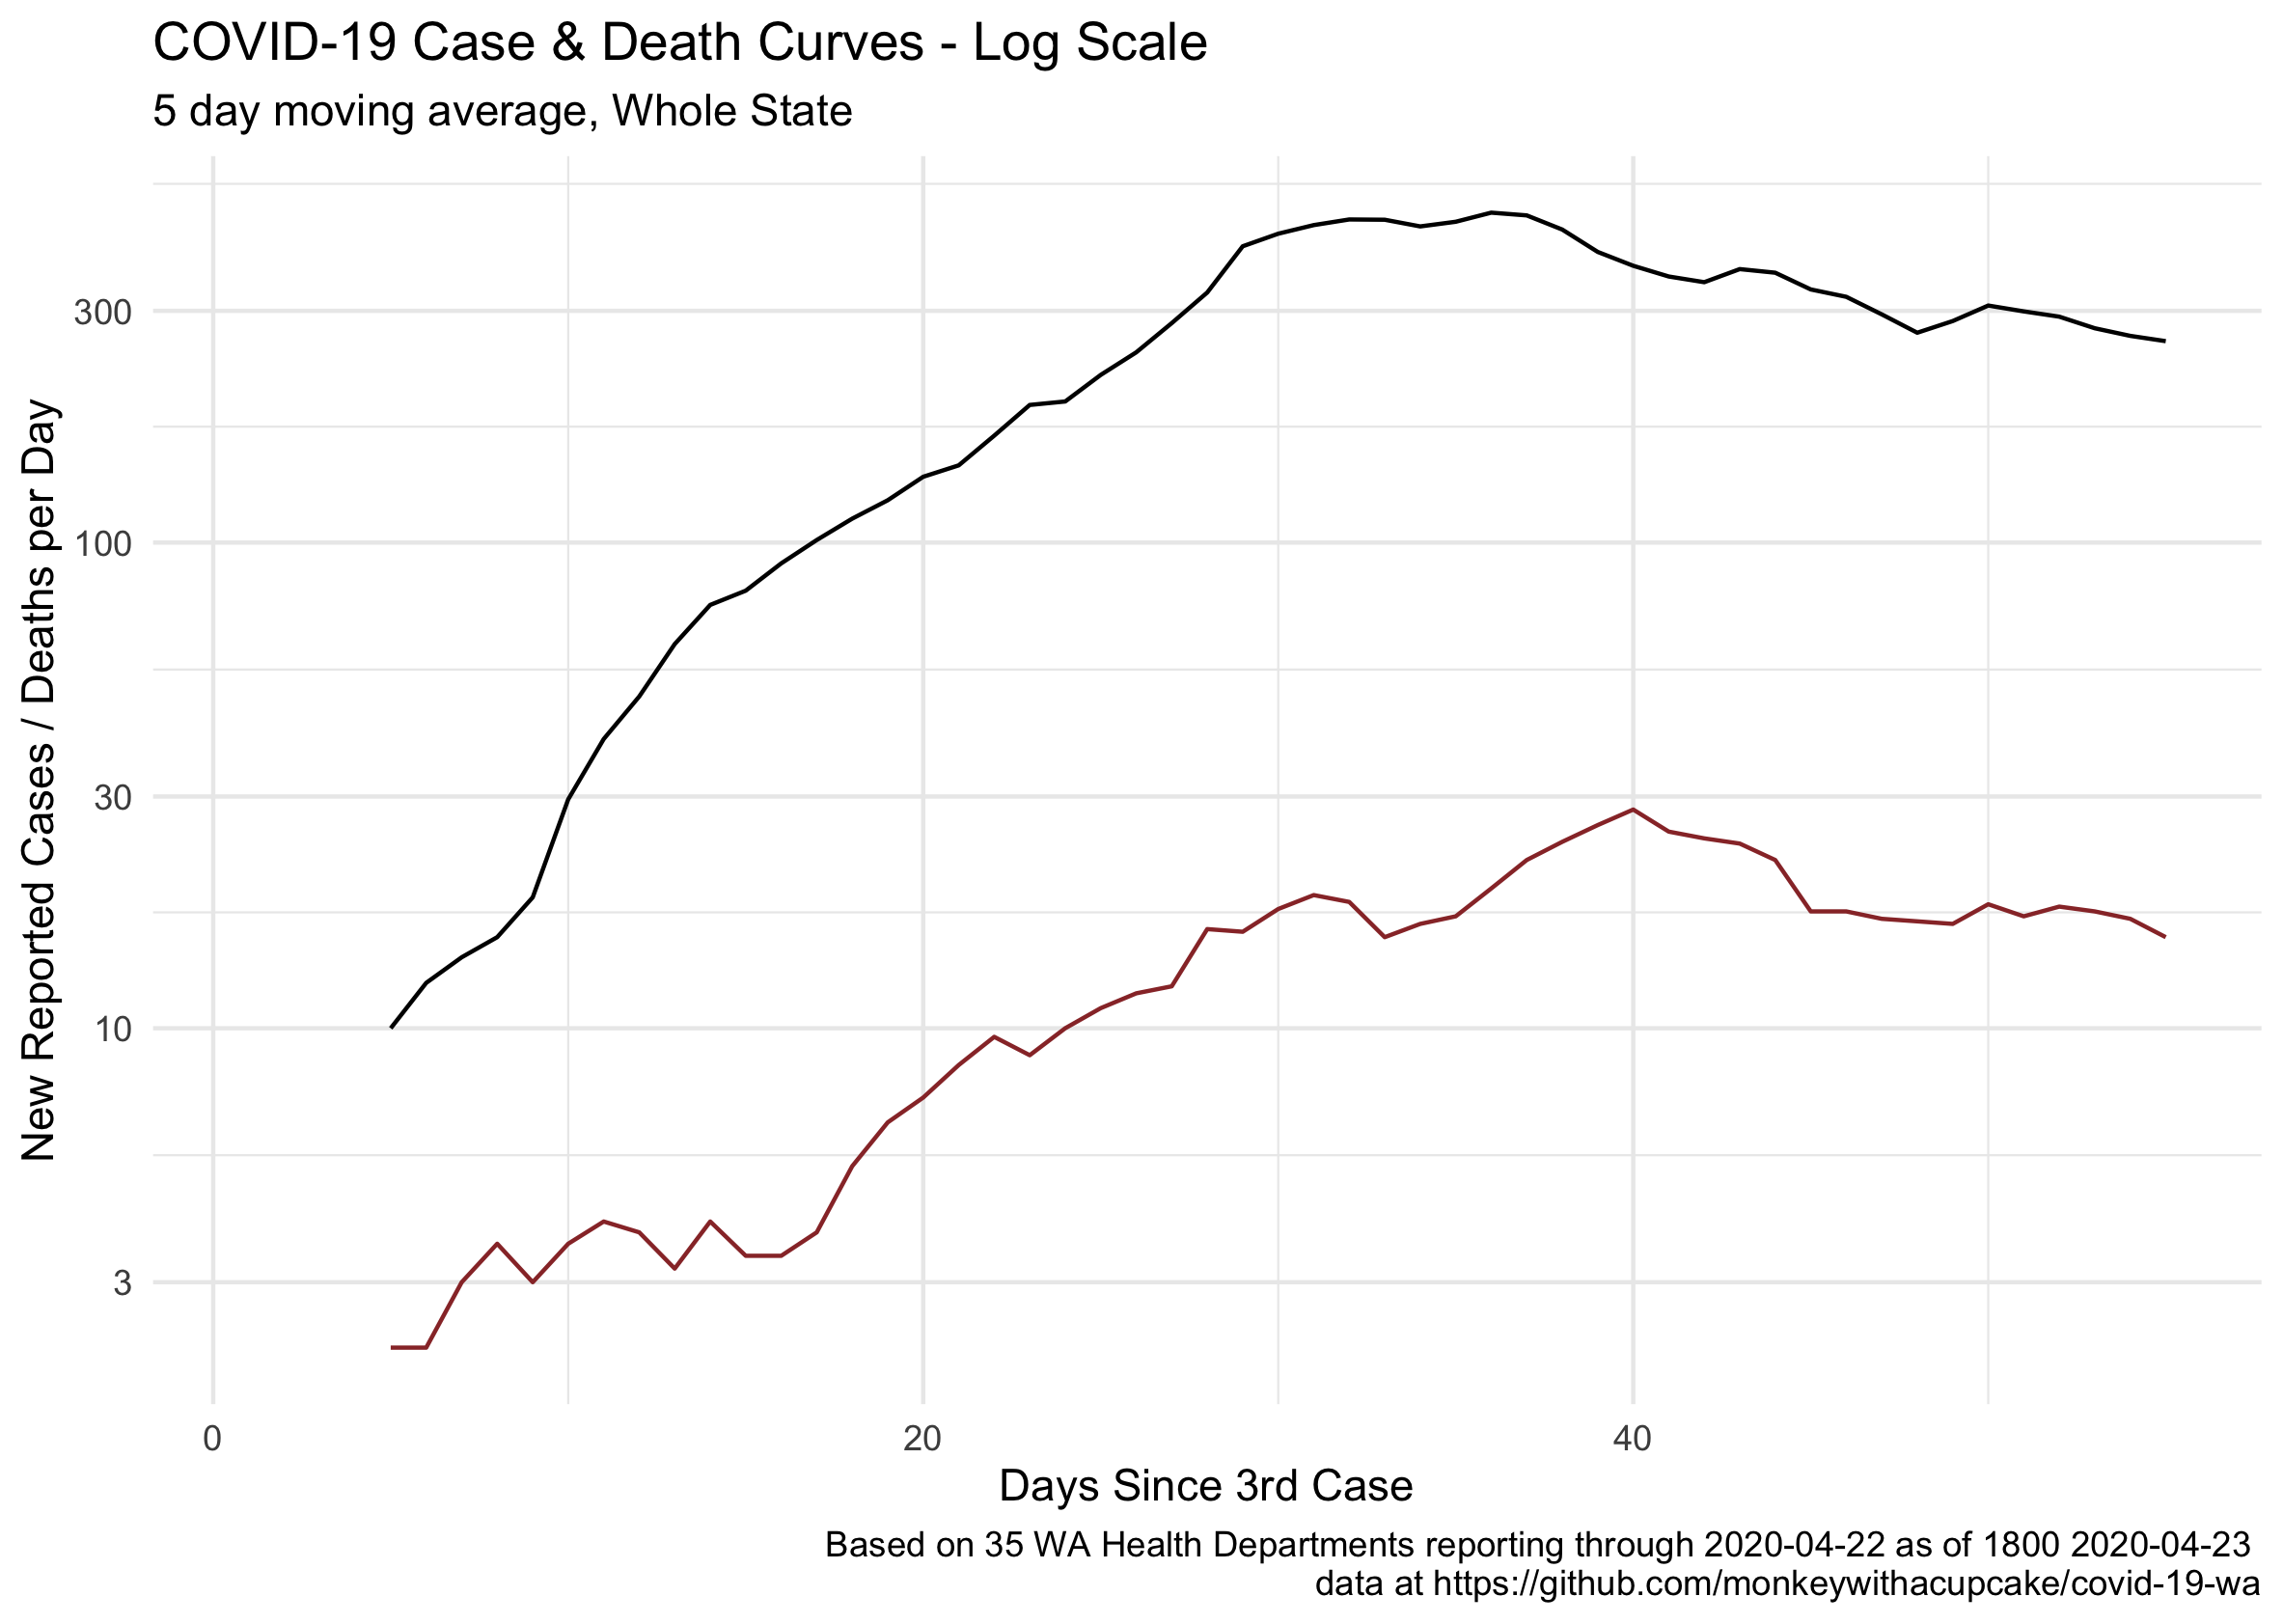 COVID-19 Case & Death Curves - Log Scale
5 day moving average, Whole State
New Reported Cases / Deaths per Day
300
100
30
10
3
0
20
40
Days Since 3rd Case
Based on 35 WA Health Departments reporting through 2020-04-22 as of 1800 2020-04-23
data at https://github.com/monkeywithacupcake/covid-19-wa